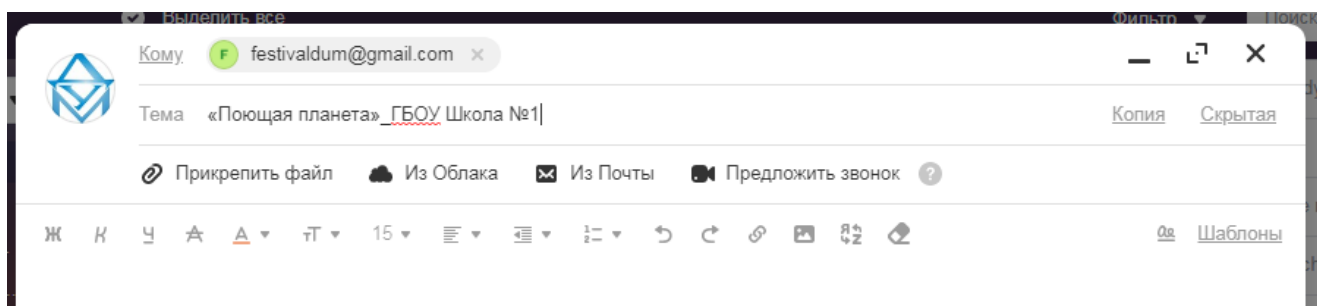 Выделить все Фильтр
Кому F festivaldum@gmail.com
Тема «Поющая планета»_ГБОУ Школа №1 Копия Скрытая
Прикрепить файл Из Облака Из Почты Предложить звонок ?
Ж К Ч А А тТ 15 Шаблоны